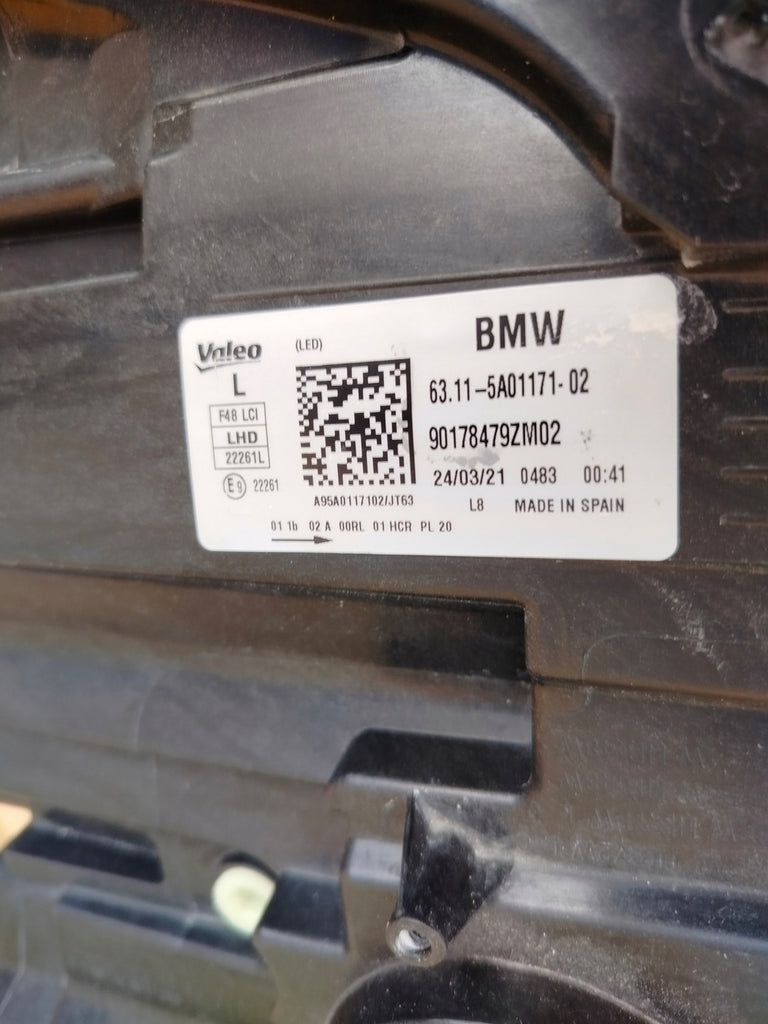 Valeo
(LED)
BMW
L
63.11-5A01171-02
F48 LCI
LHD
22261L
90178479ZM02
24/03/21 0483 00:41
E9 22261
A95A0117102/JT63
L8 MADE IN SPAIN
01 1b 02 A 00RL 01 HCR PL 20